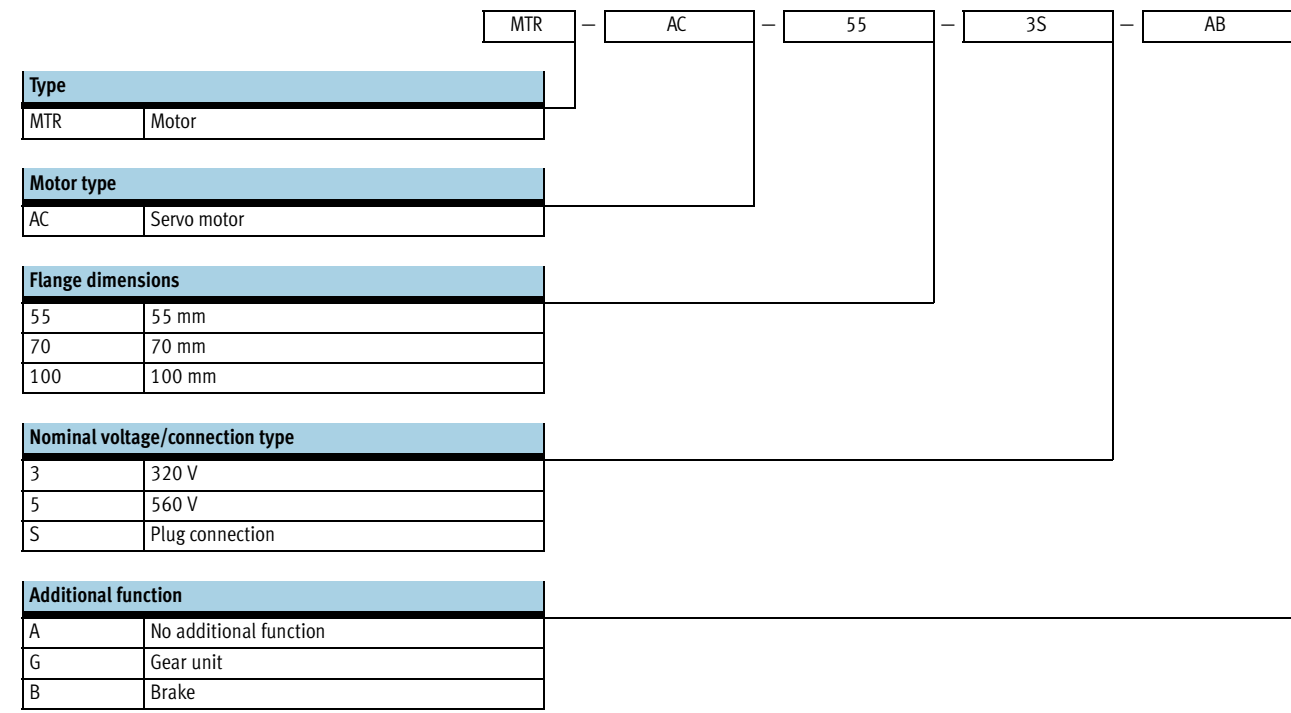 MTR – AC – 55 – 3S – AB
Type
MTR Motor
Motor type
AC Servo motor
Flange dimensions
55 55 mm
70 70 mm
100 100 mm
Nominal voltage/connection type
3 320 V
5 560 V
S Plug connection
Additional function
A No additional function
G Gear unit
B Brake